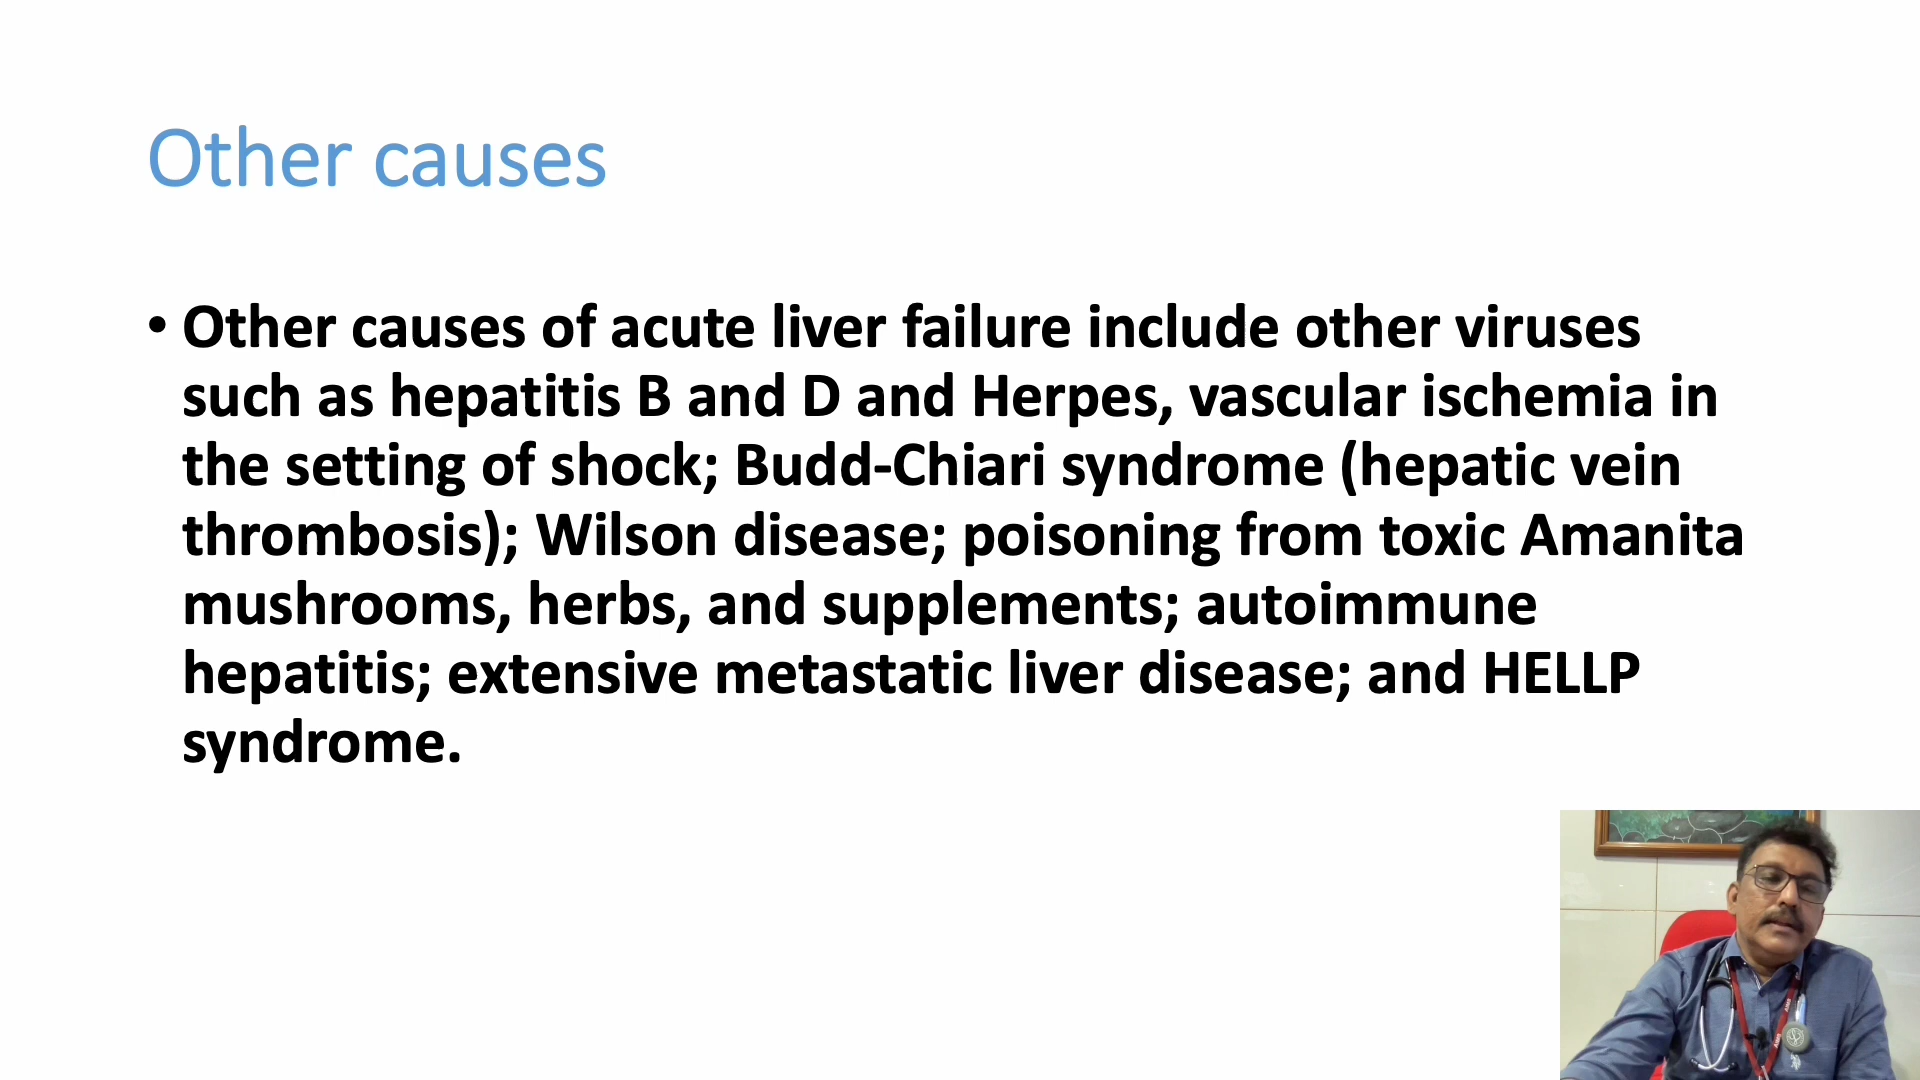 Other causes
• Other causes of acute liver failure include other viruses
such as hepatitis B and D and Herpes, vascular ischemia in
the setting of shock; Budd-Chiari syndrome (hepatic vein
thrombosis); Wilson disease; poisoning from toxic Amanita
mushrooms, herbs, and supplements; autoimmune
hepatitis; extensive metastatic liver disease; and HELLP
syndrome.